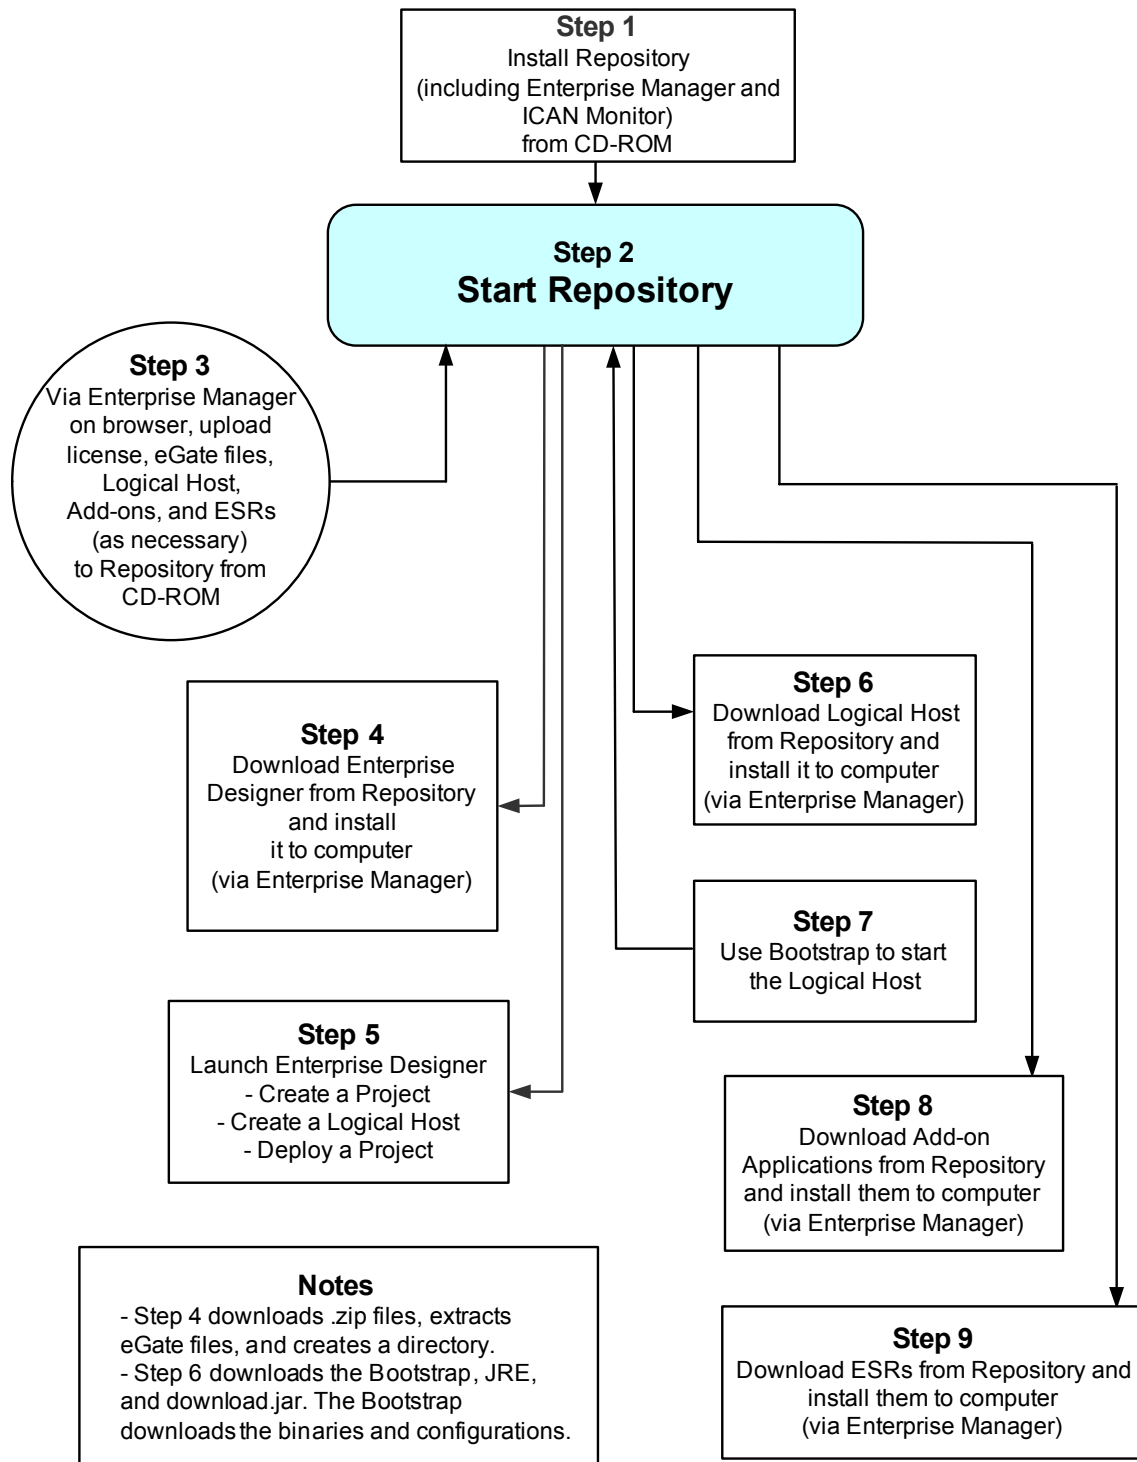 Step 1
Install Repository
(including Enterprise Manager and
ICAN Monitor)
from CD-ROM
Step 2
Start Repository
Step 3
Via Enterprise Manager
on browser, upload
license, eGate files,
Logical Host,
Add-ons, and ESRs
(as necessary)
to Repository from
CD-ROM
Step 4
Download Enterprise
Designer from Repository
and install
it to computer
(via Enterprise Manager)
Step 5
Launch Enterprise Designer
- Create a Project
- Create a Logical Host
- Deploy a Project
Step 6
Download Logical Host
from Repository and
install it to computer
(via Enterprise Manager)
Step 7
Use Bootstrap to start
the Logical Host
Step 8
Download Add-on
Applications from Repository
and install them to computer
(via Enterprise Manager)
Step 9
Download ESRs from Repository and
install them to computer
(via Enterprise Manager)
Notes
- Step 4 downloads .zip files, extracts
eGate files, and creates a directory.
- Step 6 downloads the Bootstrap, JRE,
and download.jar. The Bootstrap
downloads the binaries and configurations.